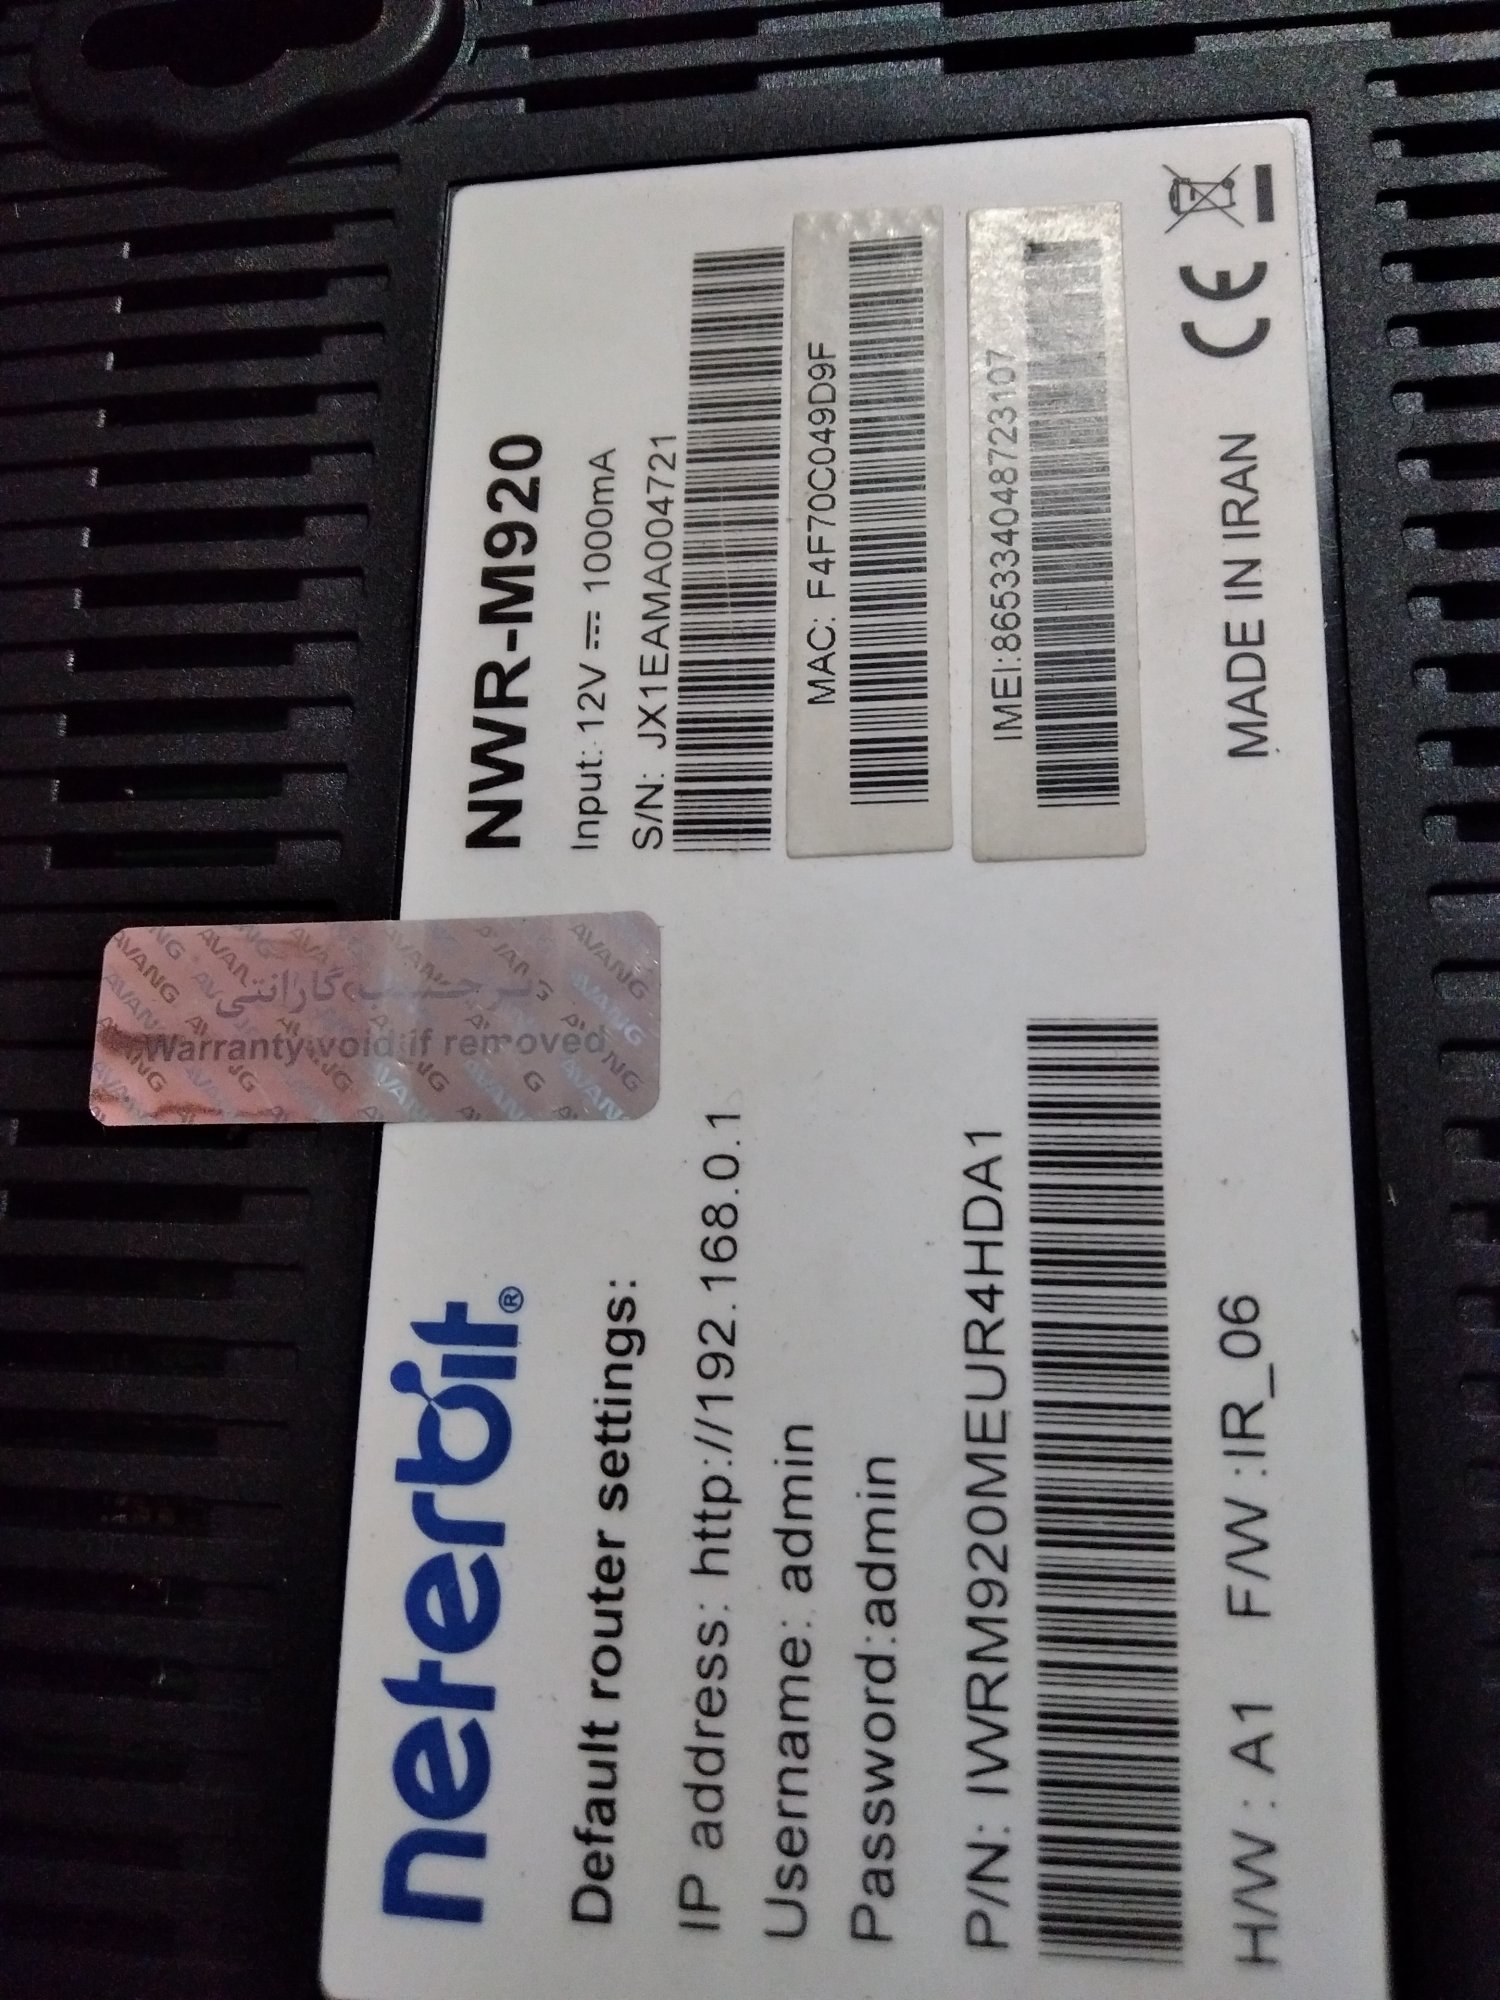 neterbit®
Default router settings:
IP address: http://192.168.0.1
Username: admin
Password:admin
P/N: IWRM920MEUR4HDA1
H/W : A1 F/W :IR_06
برچسب گارانتی
Warranty void if removed
AVANG
NWR-M920
Input: 12V ⎓ 1000mA
S/N: JX1EAMA004721
MAC: F4F70C049D9F
IMEI:865334048723107
MADE IN IRAN
CE